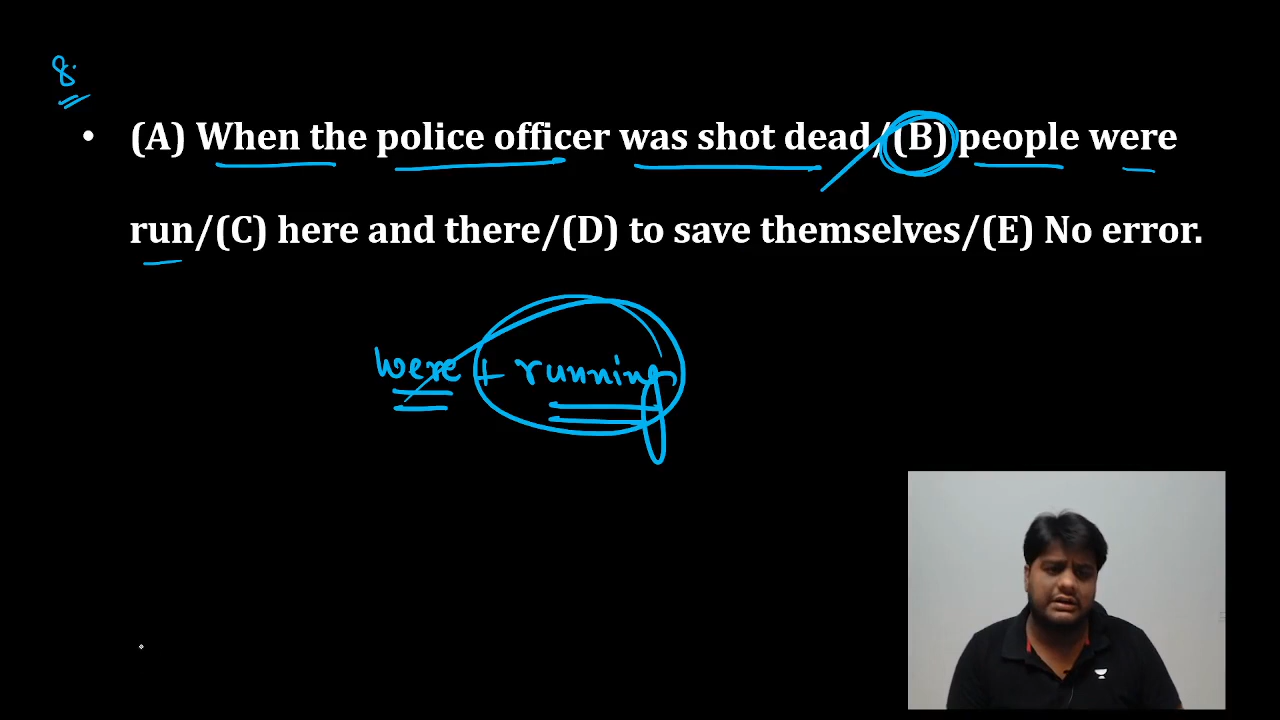 8.
• (A) When the police officer was shot dead/(B) people were
run/(C) here and there/(D) to save themselves/(E) No error.
were + running